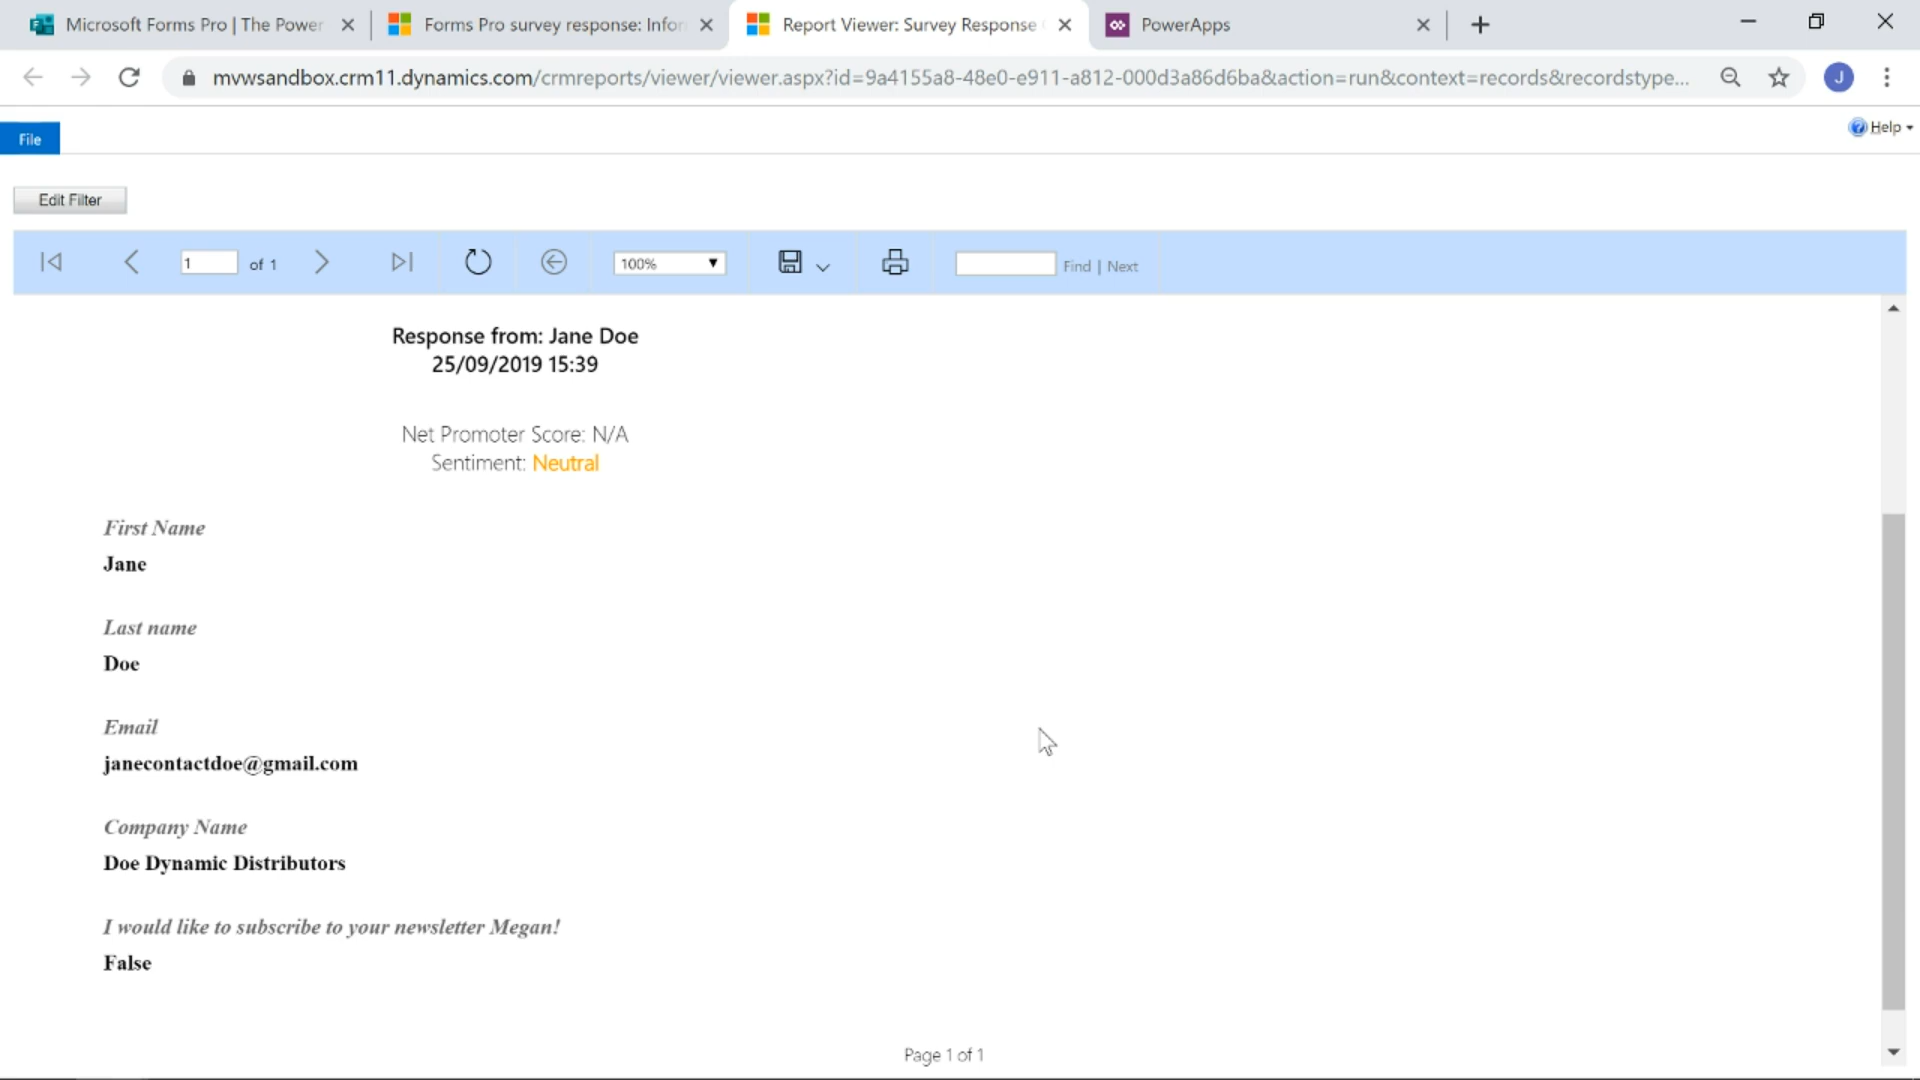 Microsoft Forms Pro | The Power
Forms Pro survey response: Infor
Report Viewer: Survey Response
PowerApps
mvwsandbox.crm11.dynamics.com/crmreports/viewer/viewer.aspx?id=9a4155a8-48e0-e911-a812-000d3a86d6ba&action=run&context=records&recordstype...
J
File
Help
Edit Filter
1 of 1
100%
Find | Next
Response from: Jane Doe
25/09/2019 15:39
Net Promoter Score: N/A
Sentiment: Neutral
First Name
Jane
Last name
Doe
Email
janecontactdoe@gmail.com
Company Name
Doe Dynamic Distributors
I would like to subscribe to your newsletter Megan!
False
Page 1 of 1